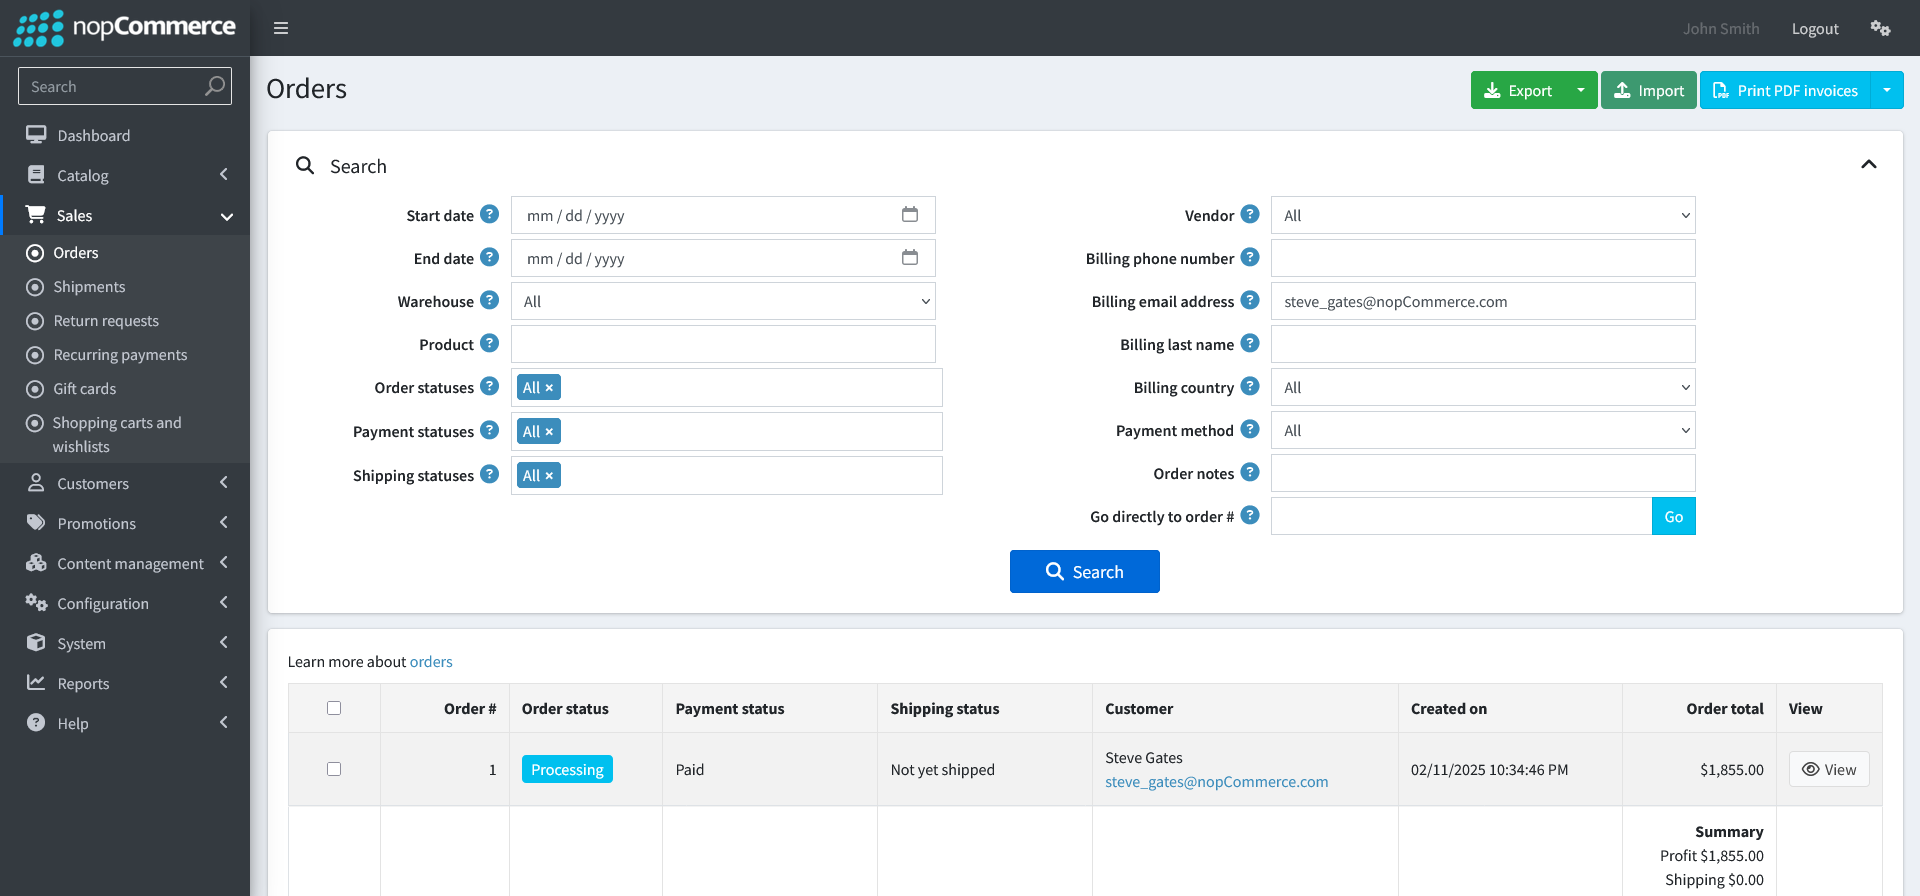 nopCommerce
John Smith
Logout
Search
Dashboard
Catalog
Sales
Orders
Shipments
Return requests
Recurring payments
Gift cards
Shopping carts and
wishlists
Customers
Promotions
Content management
Configuration
System
Reports
Help
Orders
Export
Import
Print PDF invoices
Search
Start date ? mm / dd / yyyy
End date ? mm / dd / yyyy
Warehouse ? All
Product ?
Order statuses ? All ×
Payment statuses ? All ×
Shipping statuses ? All ×
Vendor ? All
Billing phone number ?
Billing email address ? steve_gates@nopCommerce.com
Billing last name ?
Billing country ? All
Payment method ? All
Order notes ?
Go directly to order # ? Go
Search
Learn more about orders
Order # Order status Payment status Shipping status Customer Created on Order total View
1 Processing Paid Not yet shipped Steve Gates 02/11/2025 10:34:46 PM $1,855.00 View
steve_gates@nopCommerce.com
Summary
Profit $1,855.00
Shipping $0.00